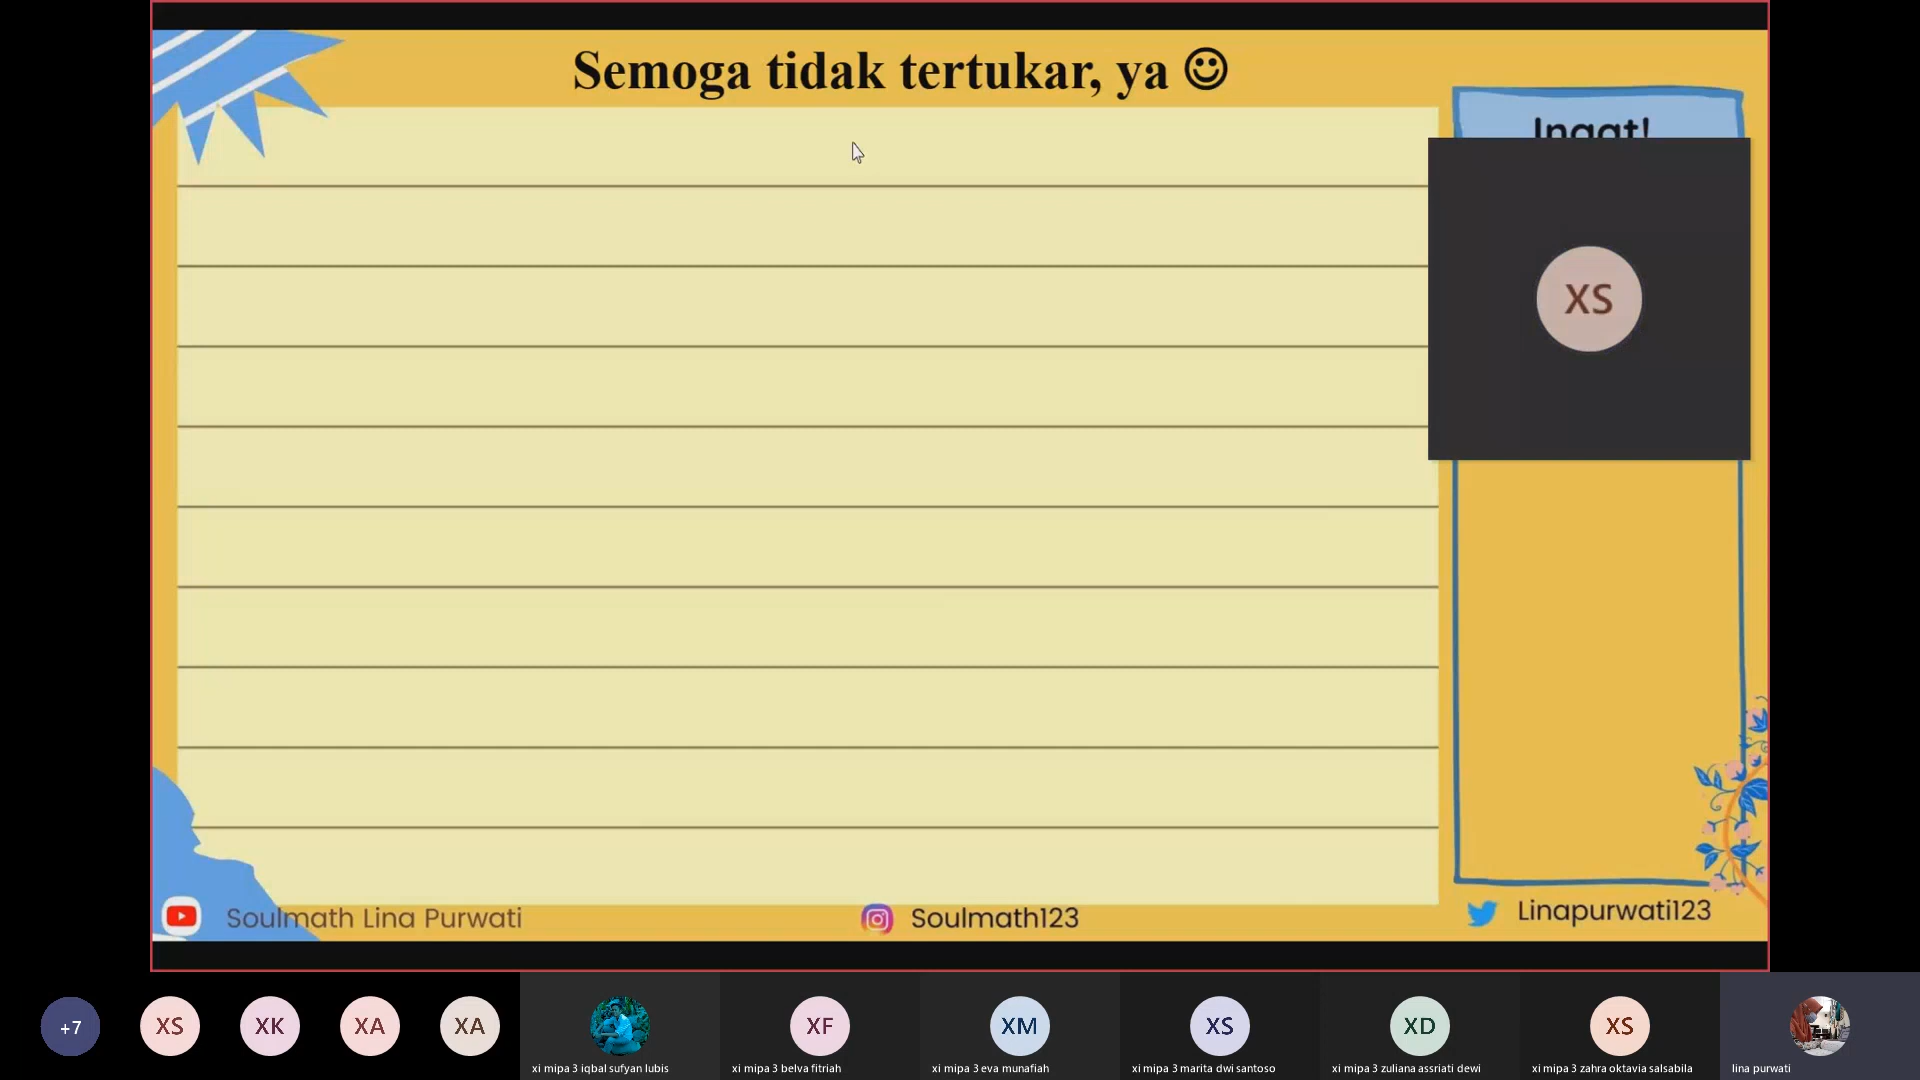 Semoga tidak tertukar, ya ☺
Ingat!
XS
Soulmath Lina Purwati
Soulmath123
Linapurwati123
+7
XS
XK
XA
XA
XF
XM
XS
XD
XS
xi mipa 3 iqbal sufyan lubis
xi mipa 3 belva fitriah
xi mipa 3 eva munafiah
xi mipa 3 marita dwi santoso
xi mipa 3 zuliana assriati dewi
xi mipa 3 zahra oktavia salsabila
lina purwati